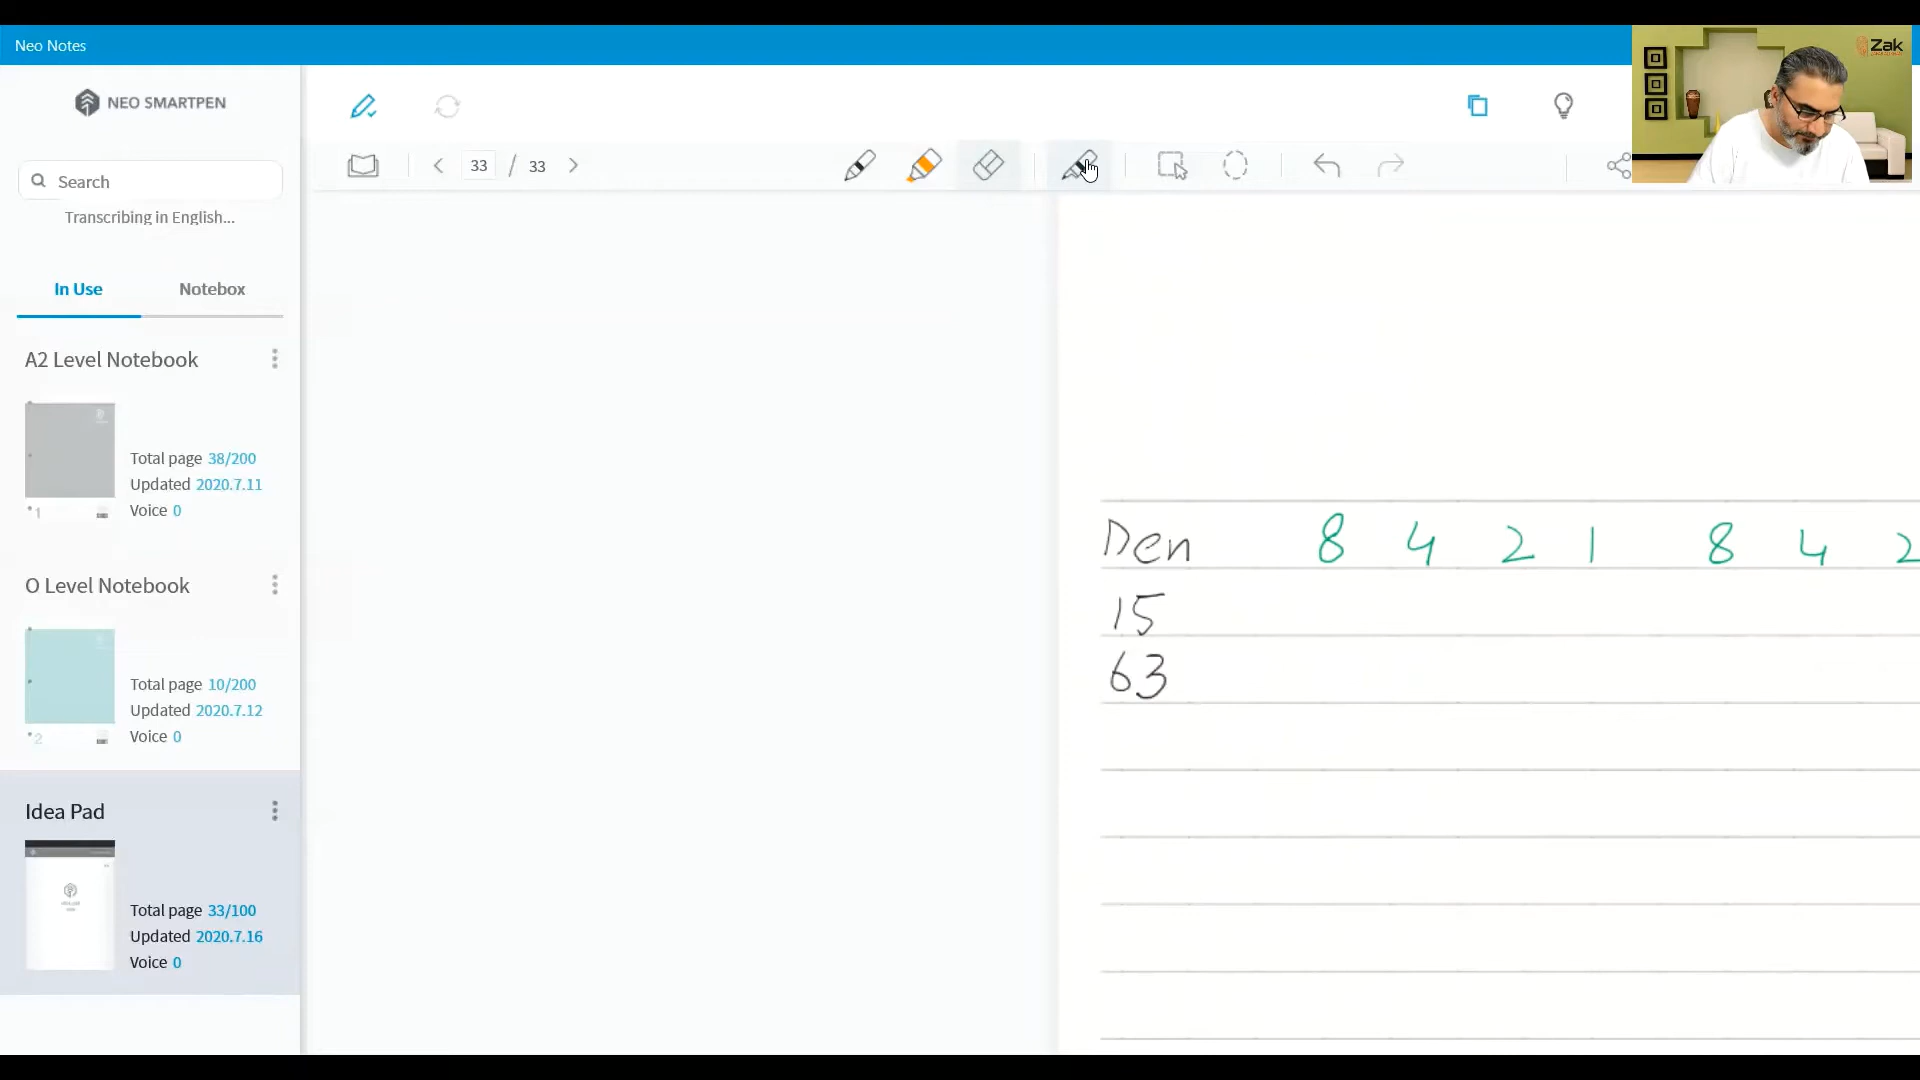 Neo Notes
Zak
NEO SMARTPEN
33 / 33
Search
Transcribing in English...
In Use Notebox
A2 Level Notebook
Total page 38/200
Updated 2020.7.11
Voice 0
1
O Level Notebook
Total page 10/200
Updated 2020.7.12
Voice 0
2
Idea Pad
Total page 33/100
Updated 2020.7.16
Voice 0
Den 8 4 2 1 8 4 2
15
63